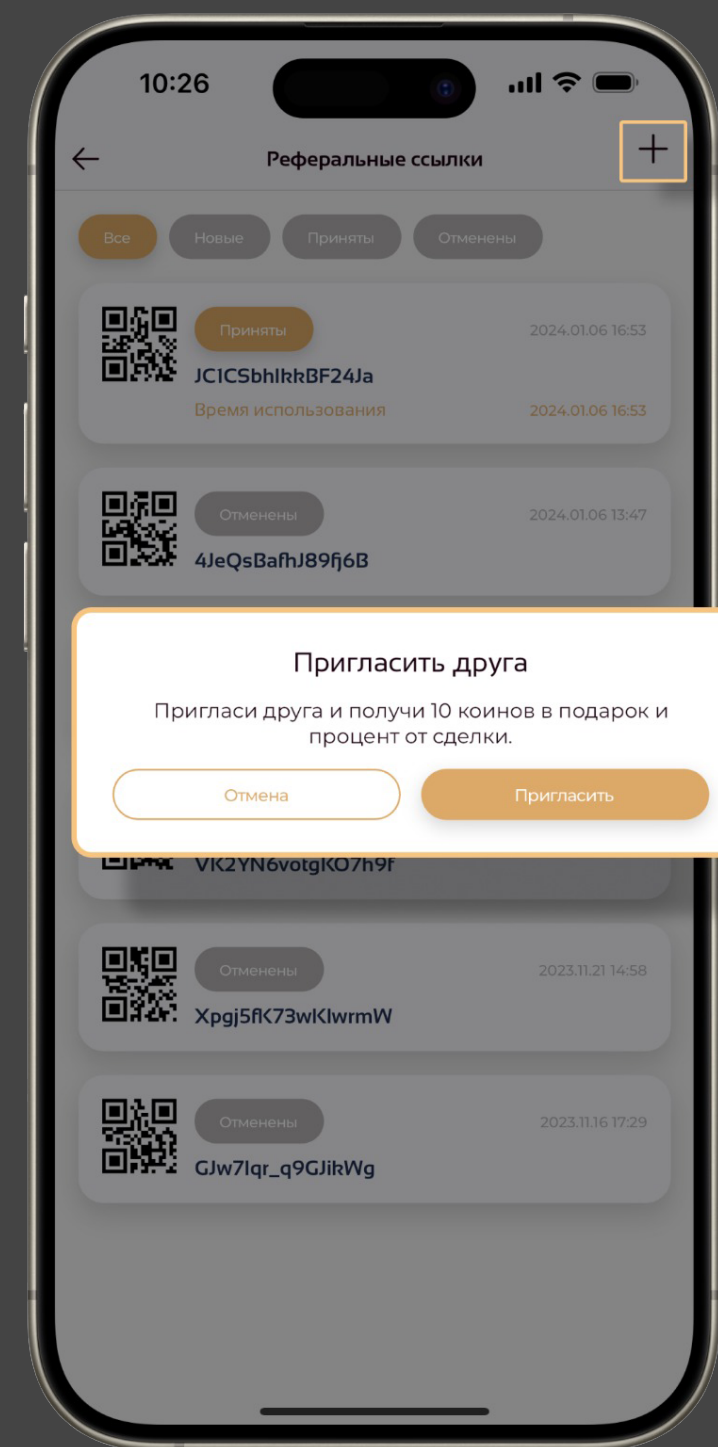 10:26
Реферальные ссылки
Все Новые Приняты Отменены
Приняты 2024.01.06 16:53
JC1CSbhlkkBF24Ja
Время использования 2024.01.06 16:53
Отменены 2024.01.06 13:47
4JeQsBafhJ89fj6B
Пригласить друга
Пригласи друга и получи 10 коинов в подарок и
процент от сделки.
Отмена Пригласить
VK2YN6votgKO7h9f
Отменены 2023.11.21 14:58
Xpgj5fK73wKlwrmW
Отменены 2023.11.16 17:29
GJw7lqr_q9GJikWg